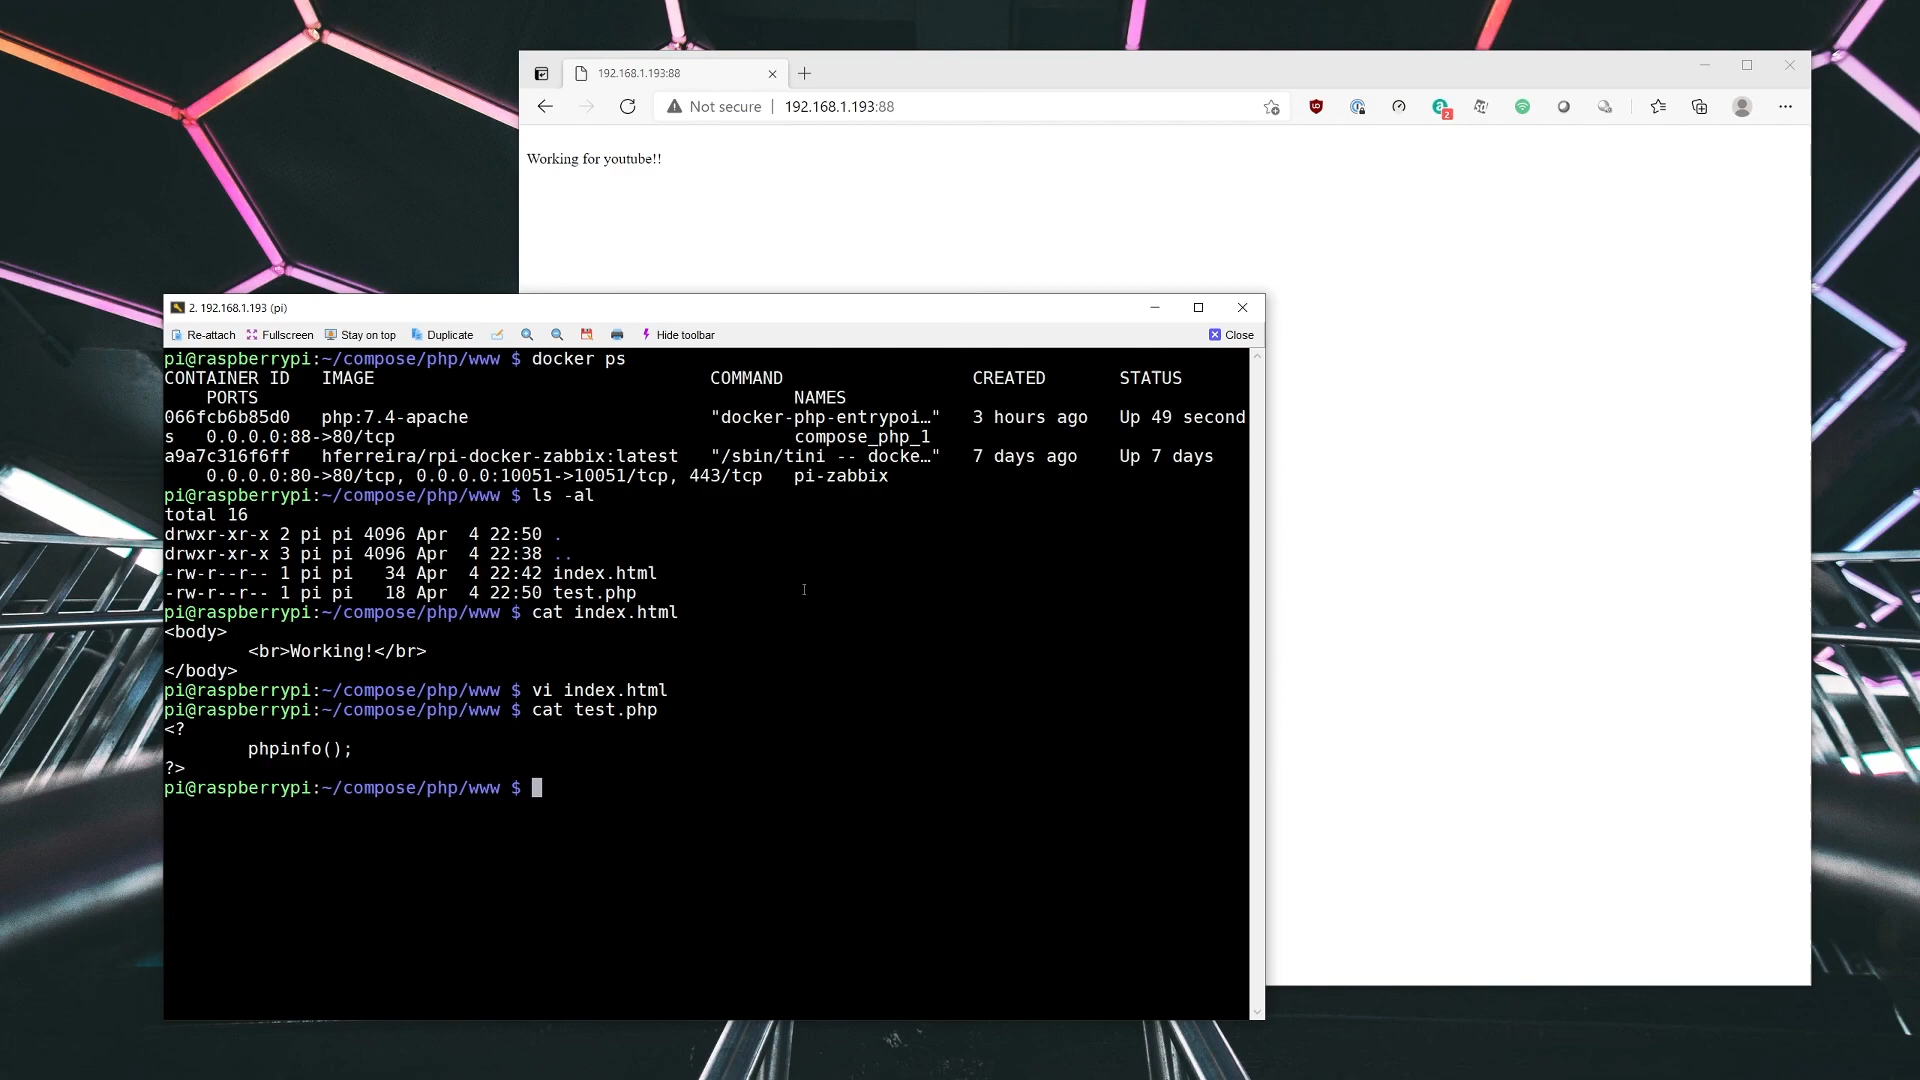 192.168.1.193:88
Not secure | 192.168.1.193:88
2
Working for youtube!!
2. 192.168.1.193 (pi)
Re-attach Fullscreen Stay on top Duplicate Hide toolbar Close
pi@raspberrypi:~/compose/php/www $ docker ps
CONTAINER ID   IMAGE                                COMMAND                  CREATED       STATUS
    PORTS                                                   NAMES
066fcb6b85d0   php:7.4-apache                       "docker-php-entrypoi…"   3 hours ago   Up 49 second
s   0.0.0.0:88->80/tcp                                      compose_php_1
a9a7c316f6ff   hferreira/rpi-docker-zabbix:latest   "/sbin/tini -- docke…"   7 days ago    Up 7 days
    0.0.0.0:80->80/tcp, 0.0.0.0:10051->10051/tcp, 443/tcp   pi-zabbix
pi@raspberrypi:~/compose/php/www $ ls -al
total 16
drwxr-xr-x 2 pi pi 4096 Apr  4 22:50 .
drwxr-xr-x 3 pi pi 4096 Apr  4 22:38 ..
-rw-r--r-- 1 pi pi   34 Apr  4 22:42 index.html
-rw-r--r-- 1 pi pi   18 Apr  4 22:50 test.php
pi@raspberrypi:~/compose/php/www $ cat index.html
<body>
        <br>Working!</br>
</body>
pi@raspberrypi:~/compose/php/www $ vi index.html
pi@raspberrypi:~/compose/php/www $ cat test.php
<?
        phpinfo();
?>
pi@raspberrypi:~/compose/php/www $